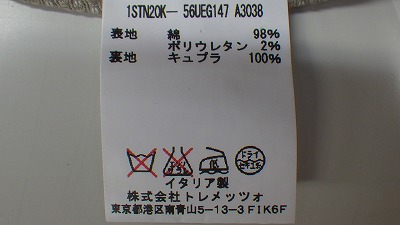 1STN20K− 56UEG147 A3038
表地 綿 98%
ポリウレタン 2%
裏地 キュプラ 100%
ドライ
イタリア製
株式会社トレメッツォ
東京都港区南青山5−13−3FIK6F